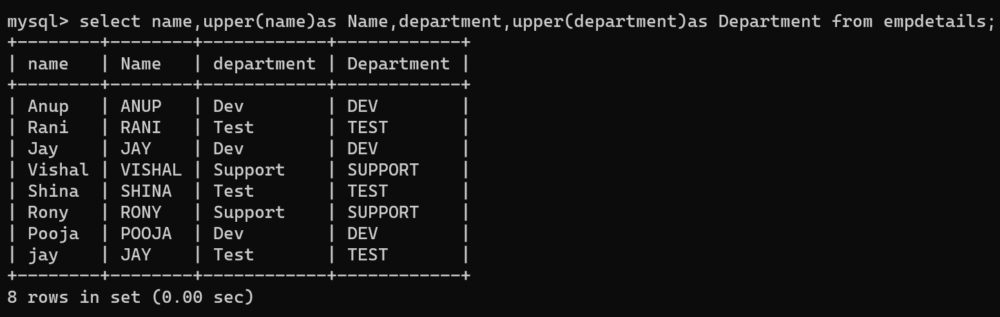 mysql> select name,upper(name)as Name,department,upper(department)as Department from empdetails;
+--------+--------+------------+------------+
| name   | Name   | department | Department |
+--------+--------+------------+------------+
| Anup   | ANUP   | Dev        | DEV        |
| Rani   | RANI   | Test       | TEST       |
| Jay    | JAY    | Dev        | DEV        |
| Vishal | VISHAL | Support    | SUPPORT    |
| Shina  | SHINA  | Test       | TEST       |
| Rony   | RONY   | Support    | SUPPORT    |
| Pooja  | POOJA  | Dev        | DEV        |
| jay    | JAY    | Test       | TEST       |
+--------+--------+------------+------------+
8 rows in set (0.00 sec)